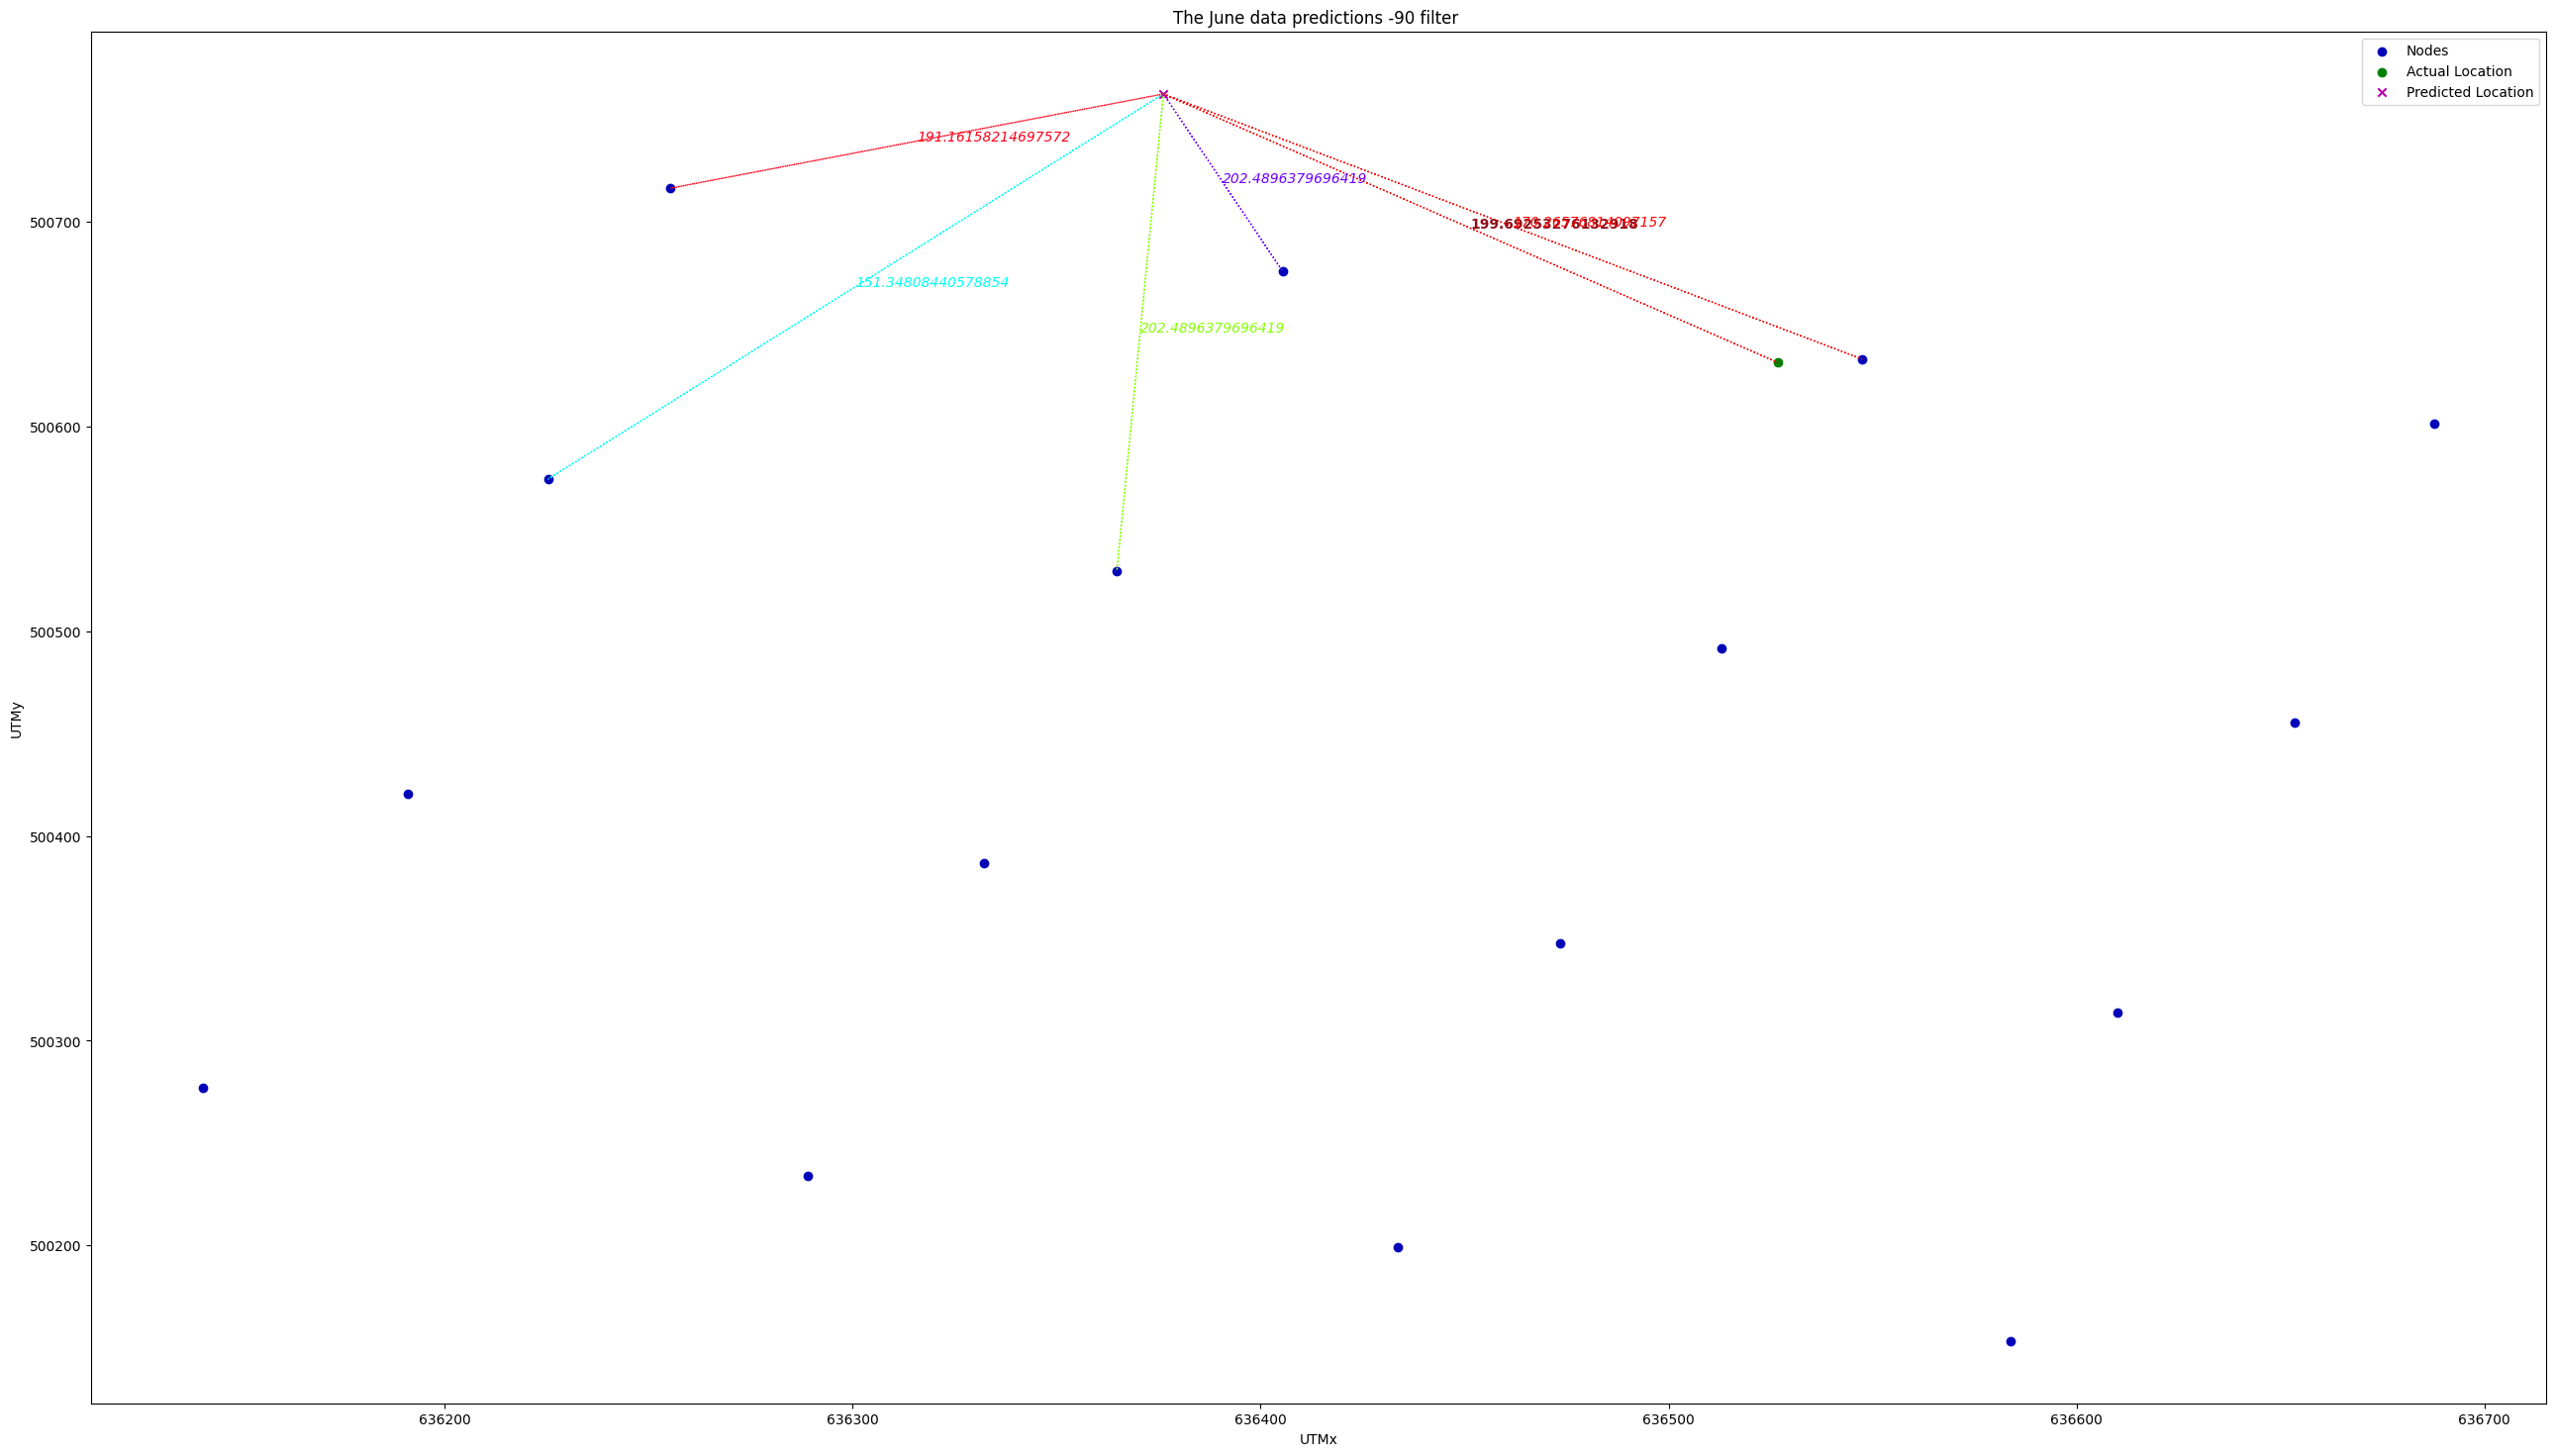 The June data predictions -90 filter
Nodes
Actual Location
Predicted Location
191.16158214697572
202.4896379696419
199.69253276132918
151.34808440578854
202.4896379696419
500700
500600
500500
500400
500300
500200
UTMy
636200
636300
636400
636500
636600
636700
UTMx